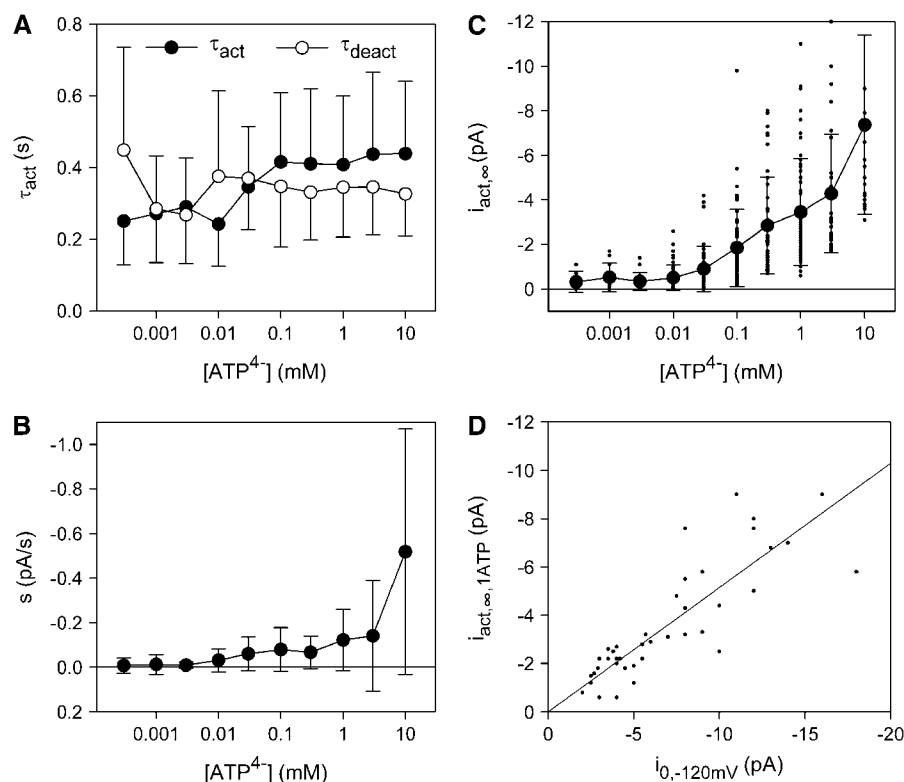 A
0.8
0.6
0.4
0.2
0.0
τact (s)
τact
τdeact
0.001 0.01 0.1 1 10
[ATP4-] (mM)
C
-12
-10
-8
-6
-4
-2
0
iact,∞ (pA)
0.001 0.01 0.1 1 10
[ATP4-] (mM)
B
-1.0
-0.8
-0.6
-0.4
-0.2
0.0
0.2
s (pA/s)
0.001 0.01 0.1 1 10
[ATP4-] (mM)
D
-12
-10
-8
-6
-4
-2
0
iact,∞,1ATP (pA)
0 -5 -10 -15 -20
i0,-120mV (pA)